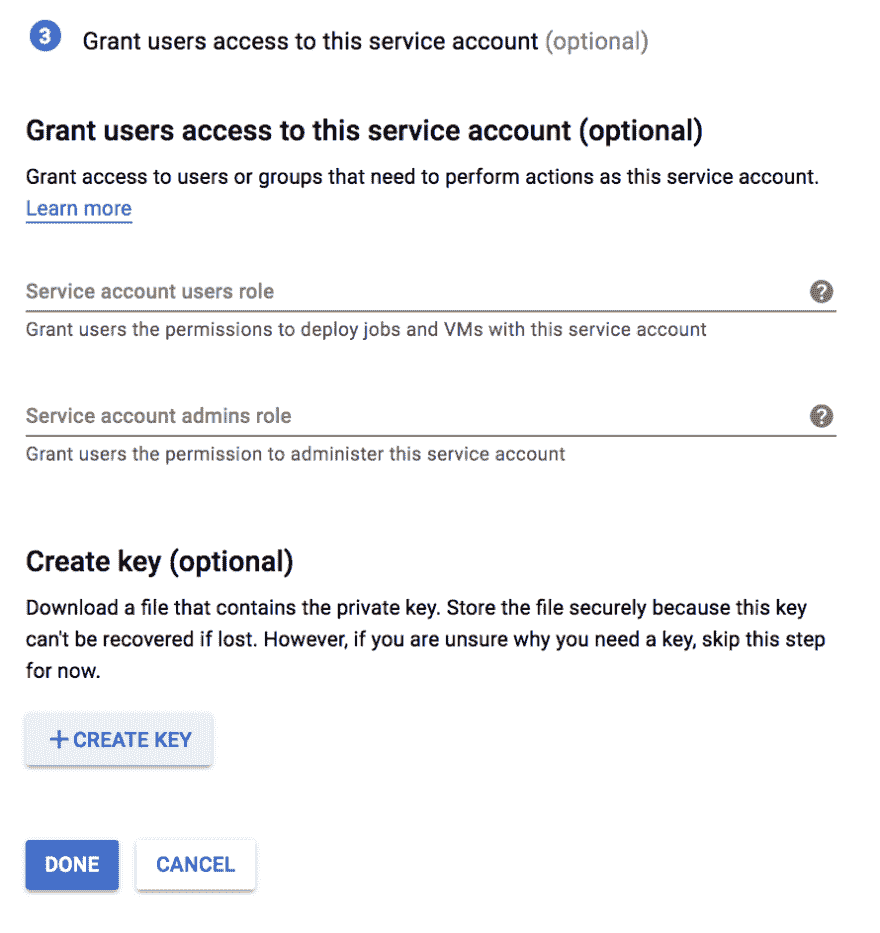 3 Grant users access to this service account (optional)
Grant users access to this service account (optional)
Grant access to users or groups that need to perform actions as this service account.
Learn more
Service account users role ?
Grant users the permissions to deploy jobs and VMs with this service account
Service account admins role ?
Grant users the permission to administer this service account
Create key (optional)
Download a file that contains the private key. Store the file securely because this key
can't be recovered if lost. However, if you are unsure why you need a key, skip this step
for now.
+ CREATE KEY
DONE CANCEL